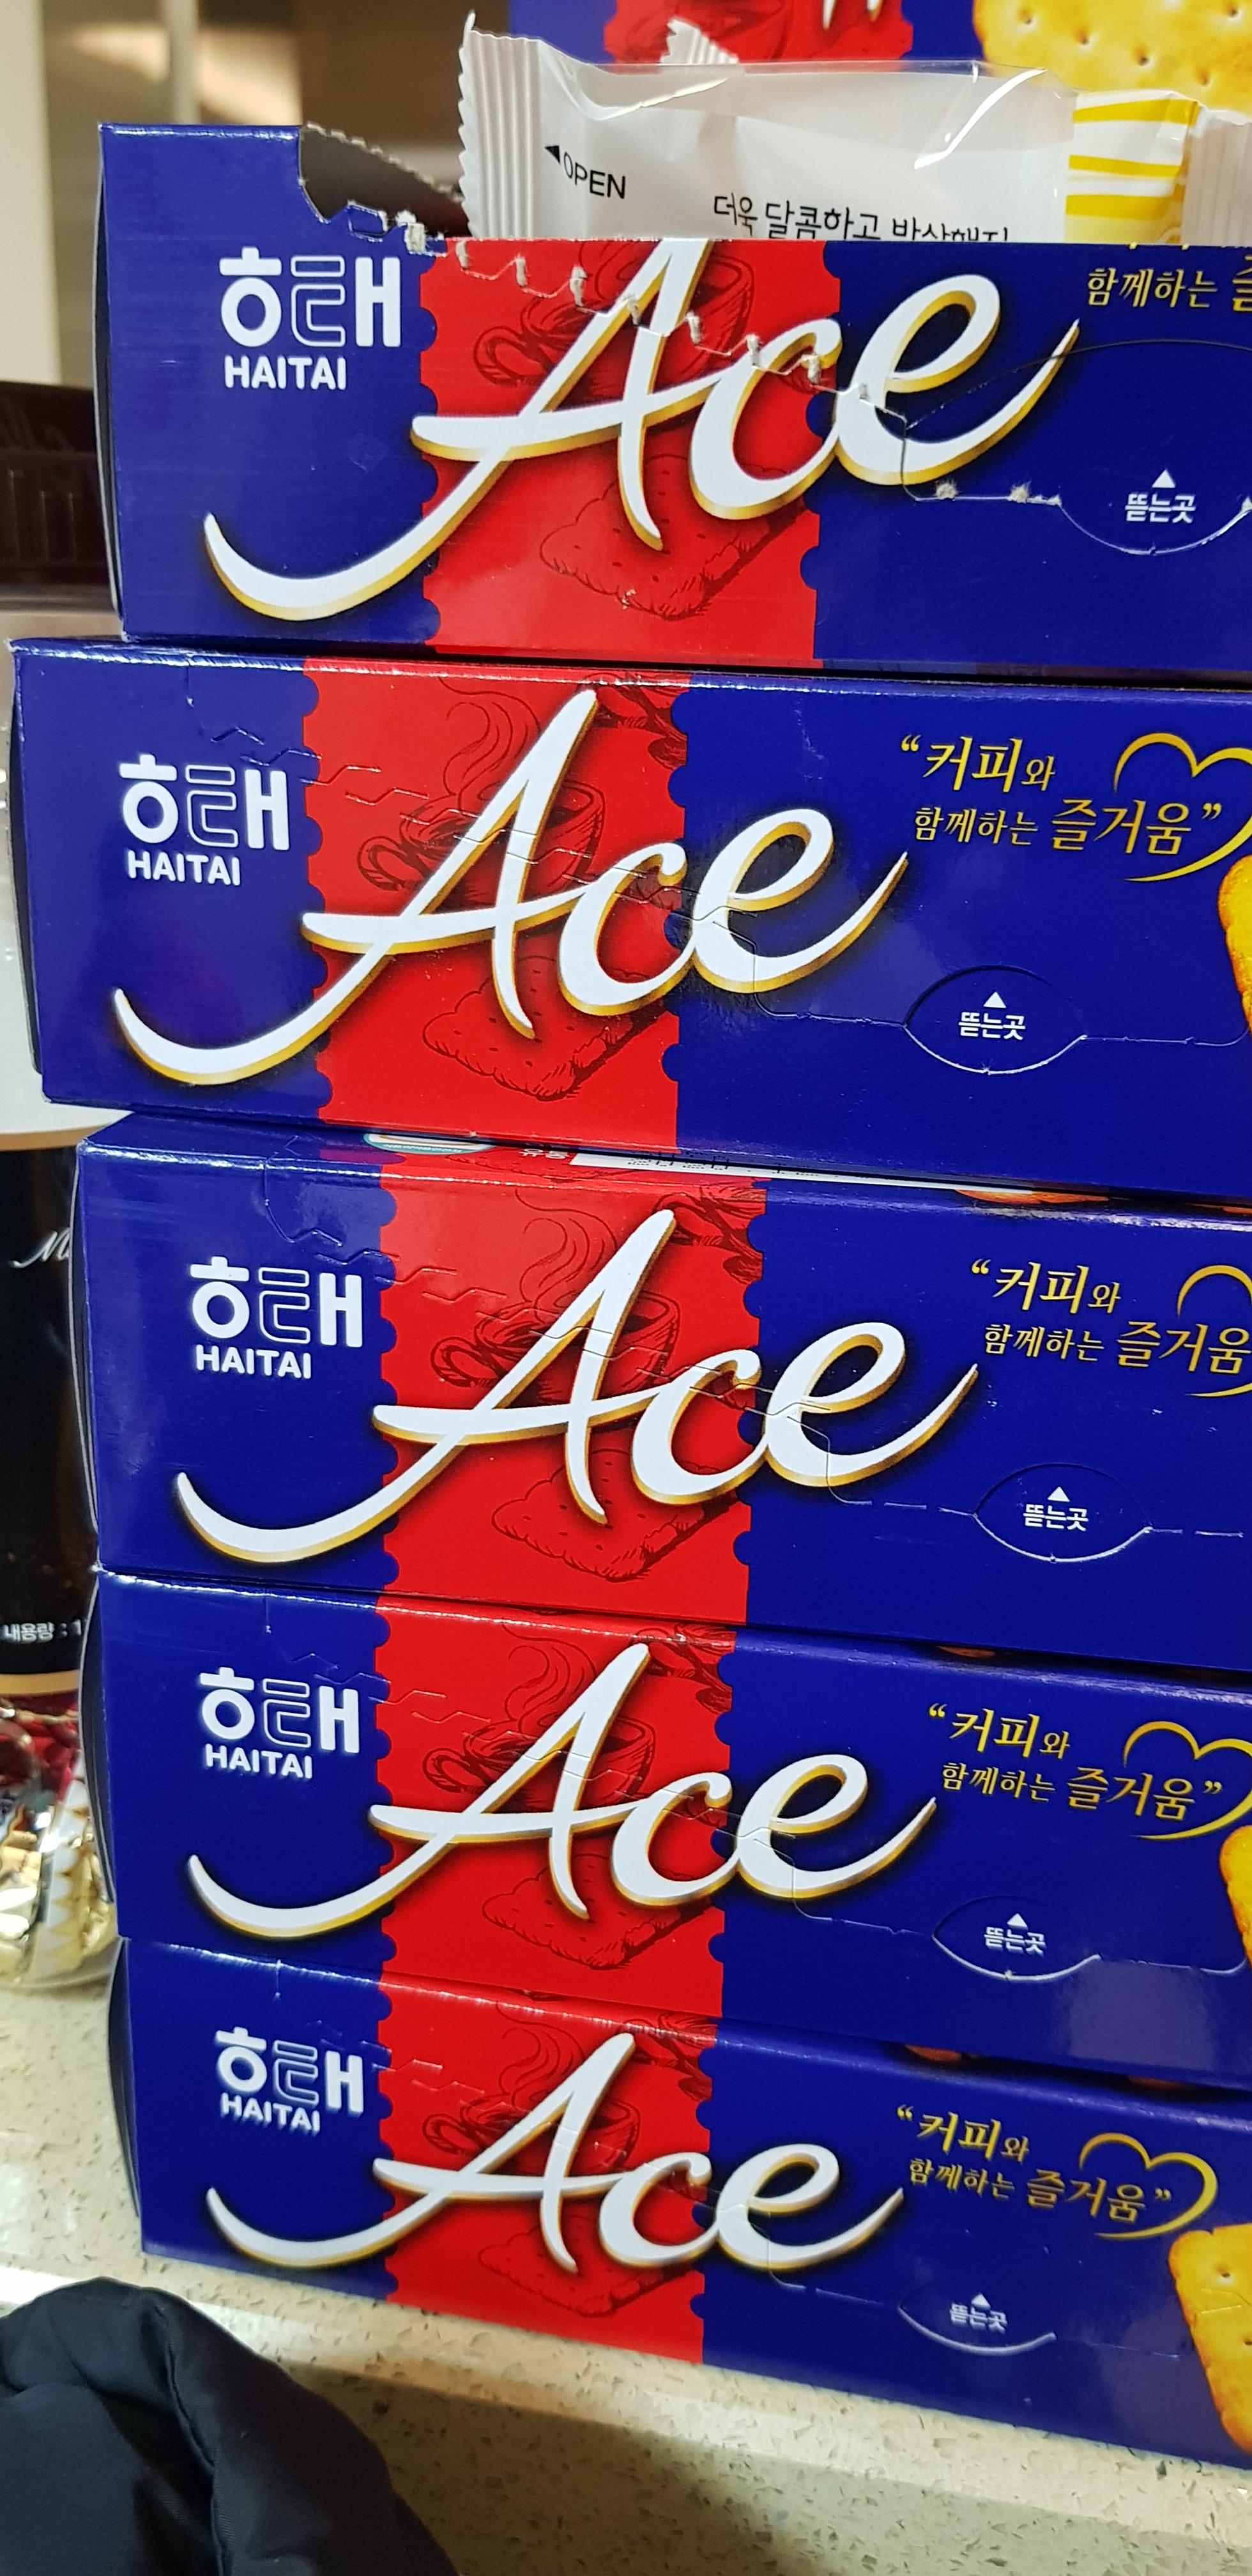 OPEN
더욱 달콤하고
해태
HAITAI
Ace
함께하는
뜯는곳
해태
HAITAI
Ace
“커피와
함께하는 즐거움”
뜯는곳
해태
HAITAI
Ace
“커피와
함께하는 즐거움
뜯는곳
해태
HAITAI
Ace
“커피와
함께하는 즐거움”
뜯는곳
내용량 : 1
해태
HAITAI
Ace
“커피와
함께하는 즐거움”
뜯는곳